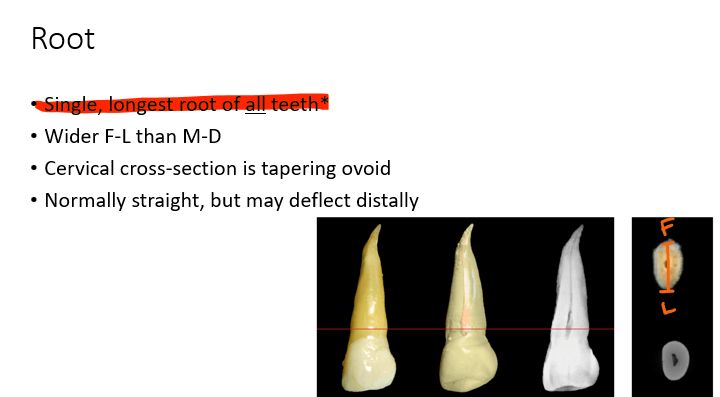 Root
• Single, longest root of all teeth*
• Wider F-L than M-D
• Cervical cross-section is tapering ovoid
• Normally straight, but may deflect distally
F
L